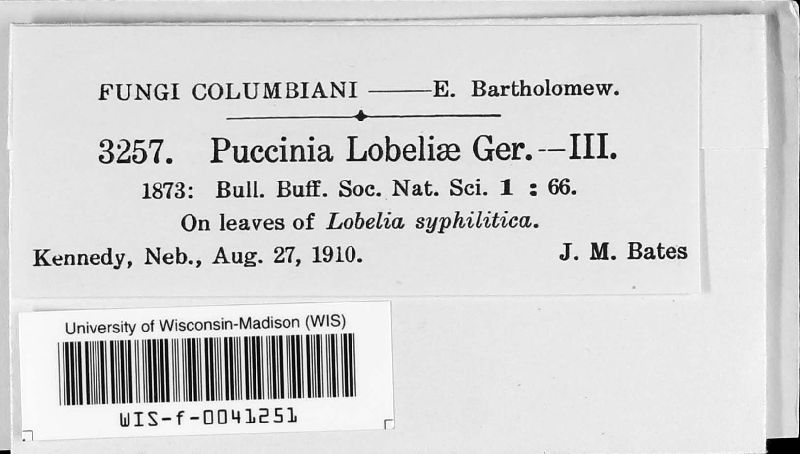 FUNGI COLUMBIANI —— E. Bartholomew.
3257. Puccinia Lobeliæ Ger.—III.
1873: Bull. Buff. Soc. Nat. Sci. 1 : 66.
On leaves of Lobelia syphilitica.
Kennedy, Neb., Aug. 27, 1910. J. M. Bates
University of Wisconsin-Madison (WIS)
WIS-f-0041251